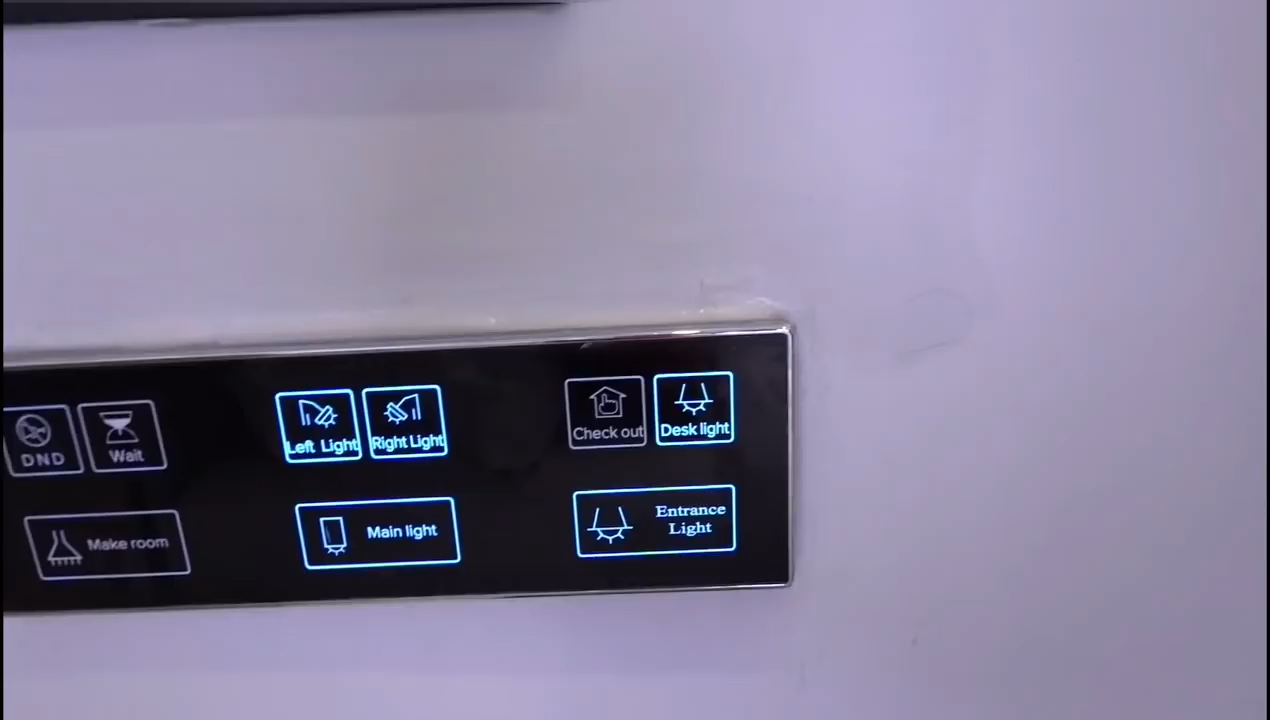 DND
Wait
Left Light
Right Light
Check out
Desk light
Make room
Main light
Entrance
Light